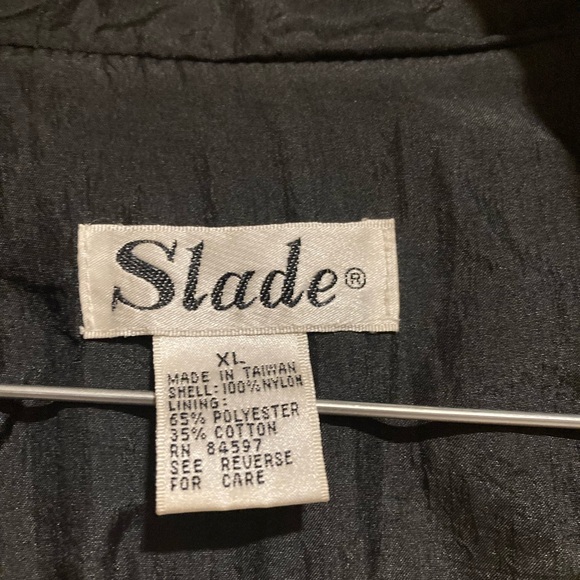 Slade®
XL
MADE IN TAIWAN
SHELL: 100% NYLON
LINING:
65% POLYESTER
35% COTTON
RN 84597
SEE REVERSE
FOR CARE